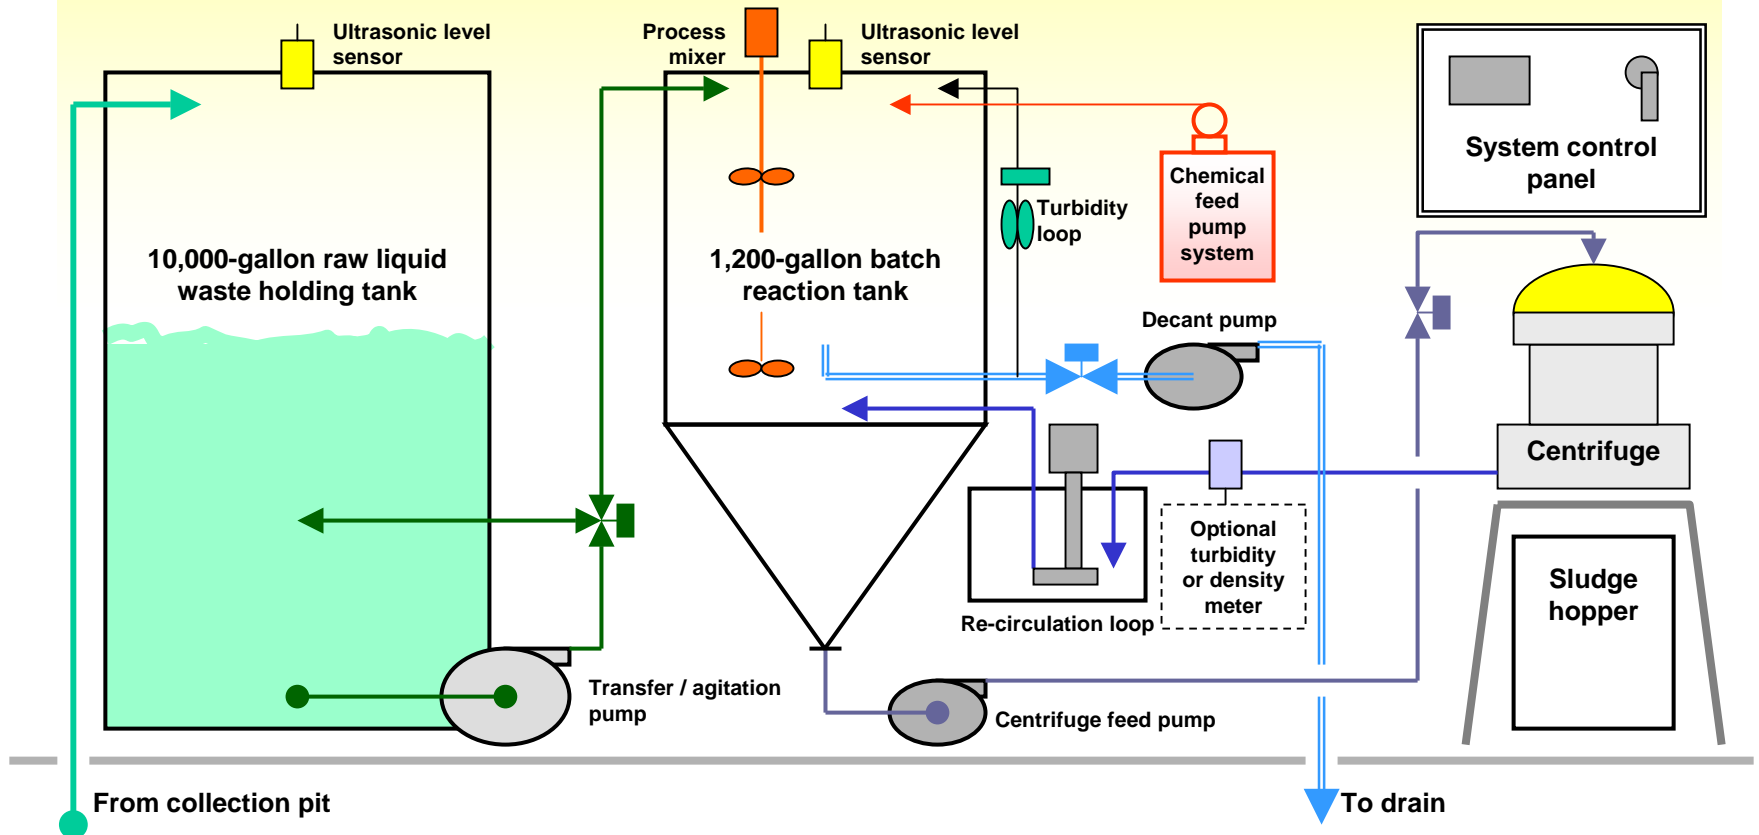 Ultrasonic level
sensor
Process
mixer
Ultrasonic level
sensor
System control
panel
Chemical
feed
pump
system
Turbidity
loop
10,000-gallon raw liquid
waste holding tank
1,200-gallon batch
reaction tank
Decant pump
Centrifuge
Optional
turbidity
or density
meter
Sludge
hopper
Re-circulation loop
Transfer / agitation
pump
Centrifuge feed pump
From collection pit
To drain